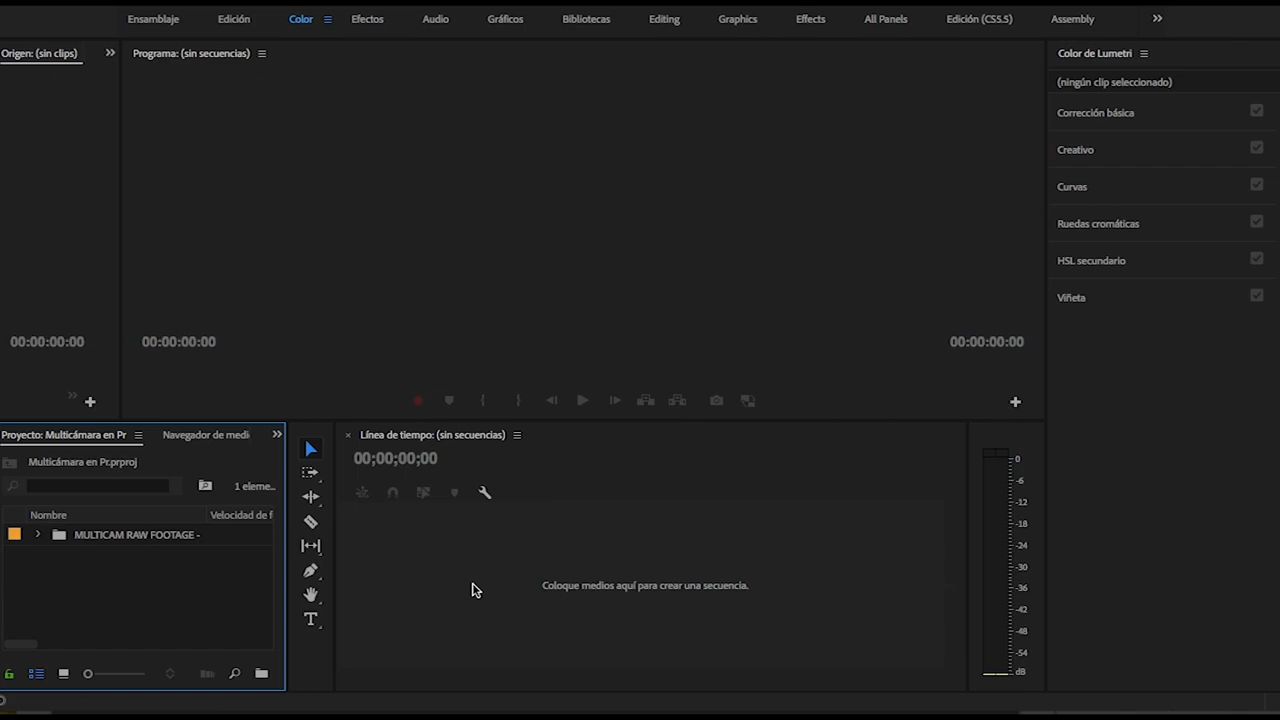 Ensamblaje Edición Color Efectos Audio Gráficos Bibliotecas Editing Graphics Effects All Panels Edición (CS5.5) Assembly
Origen: (sin clips)
Programa: (sin secuencias)
Color de Lumetri
(ningún clip seleccionado)
Corrección básica
Creativo
Curvas
Ruedas cromáticas
HSL secundario
Viñeta
00:00:00:00
00:00:00:00
00:00:00:00
Proyecto: Multicámara en Pr
Navegador de medi
Multicámara en Pr.prproj
1 eleme...
Nombre
Velocidad de f
MULTICAM RAW FOOTAGE -
T
Línea de tiempo: (sin secuencias)
00;00;00;00
Coloque medios aquí para crear una secuencia.
0
-6
-12
-18
-24
-30
-36
-42
-48
-54
dB